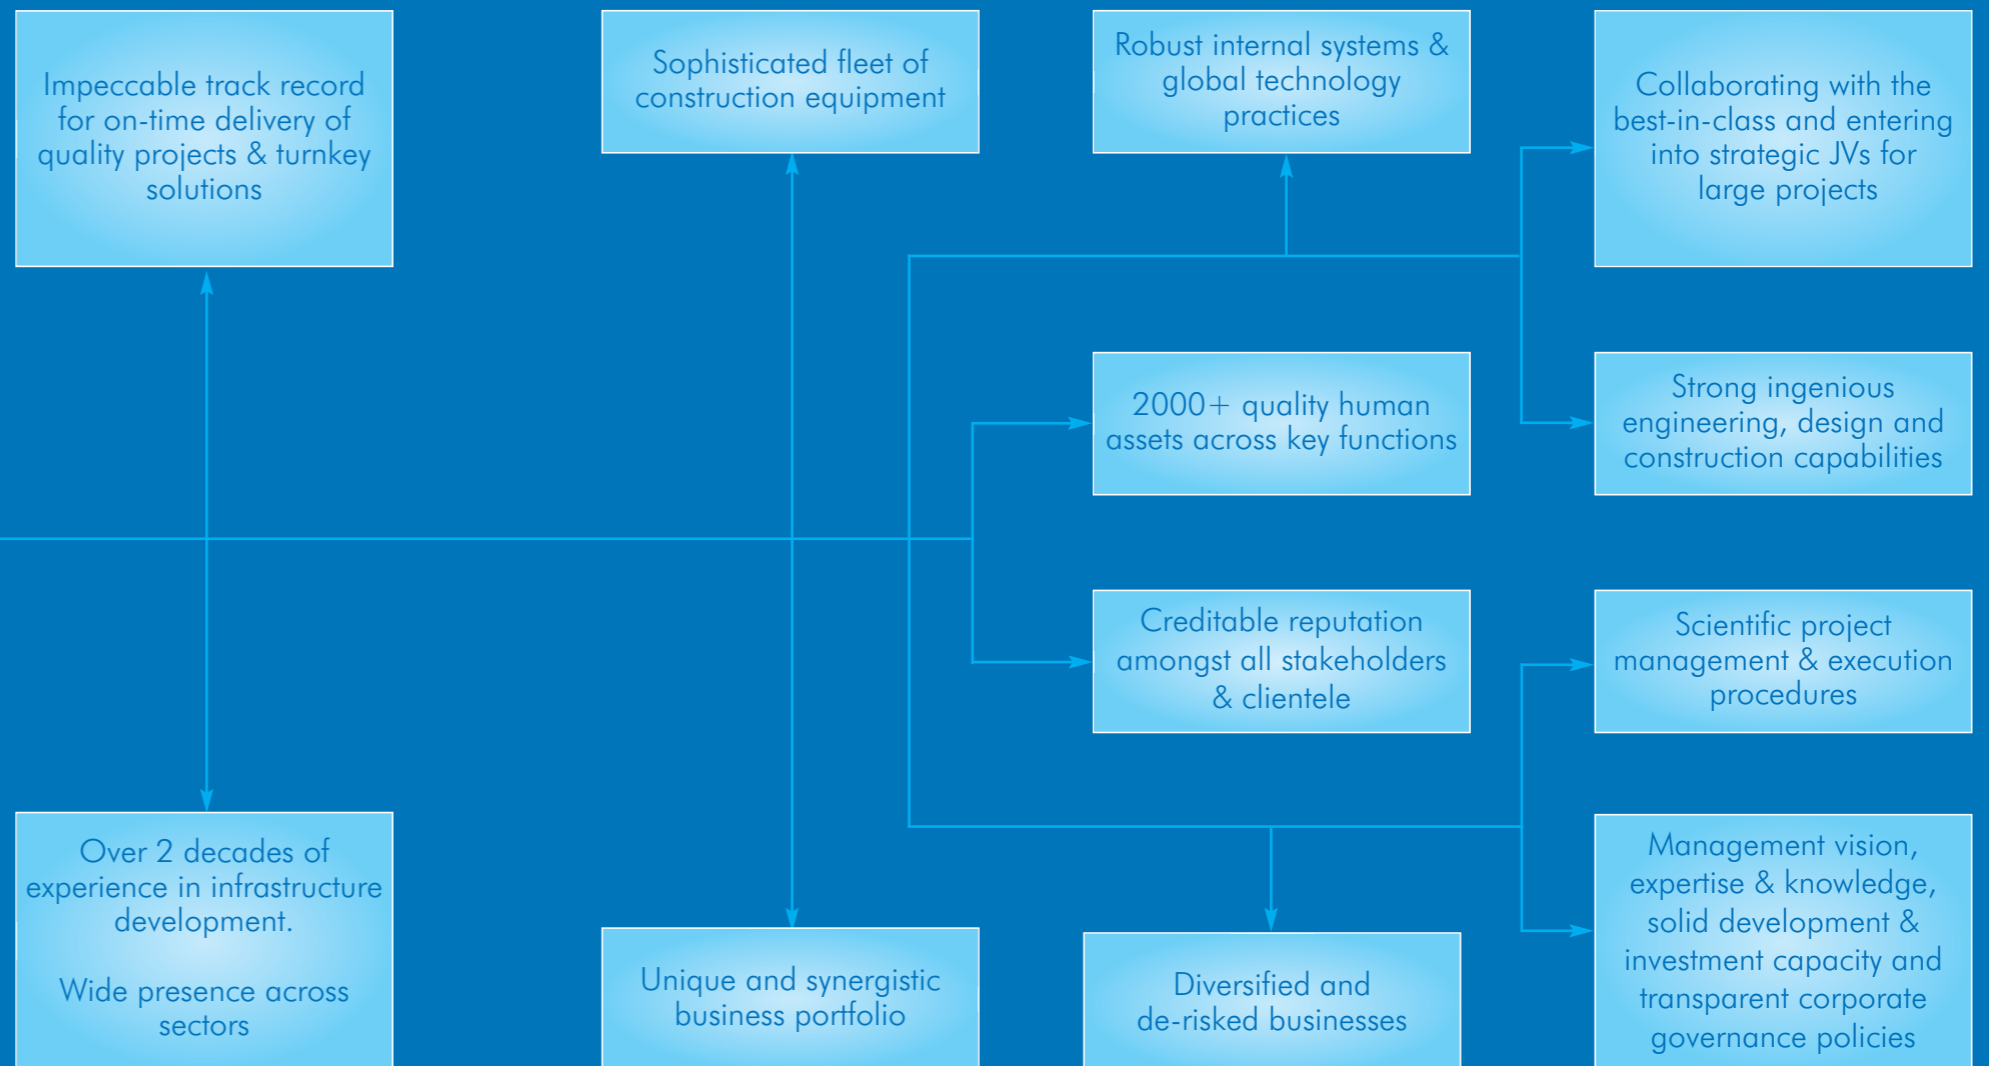 Impeccable track record
for on-time delivery of
quality projects & turnkey
solutions
Sophisticated fleet of
construction equipment
Robust internal systems &
global technology
practices
Collaborating with the
best-in-class and entering
into strategic JVs for
large projects
2000+ quality human
assets across key functions
Strong ingenious
engineering, design and
construction capabilities
Creditable reputation
amongst all stakeholders
& clientele
Scientific project
management & execution
procedures
Over 2 decades of
experience in infrastructure
development.
Wide presence across
sectors
Unique and synergistic
business portfolio
Diversified and
de-risked businesses
Management vision,
expertise & knowledge,
solid development &
investment capacity and
transparent corporate
governance policies